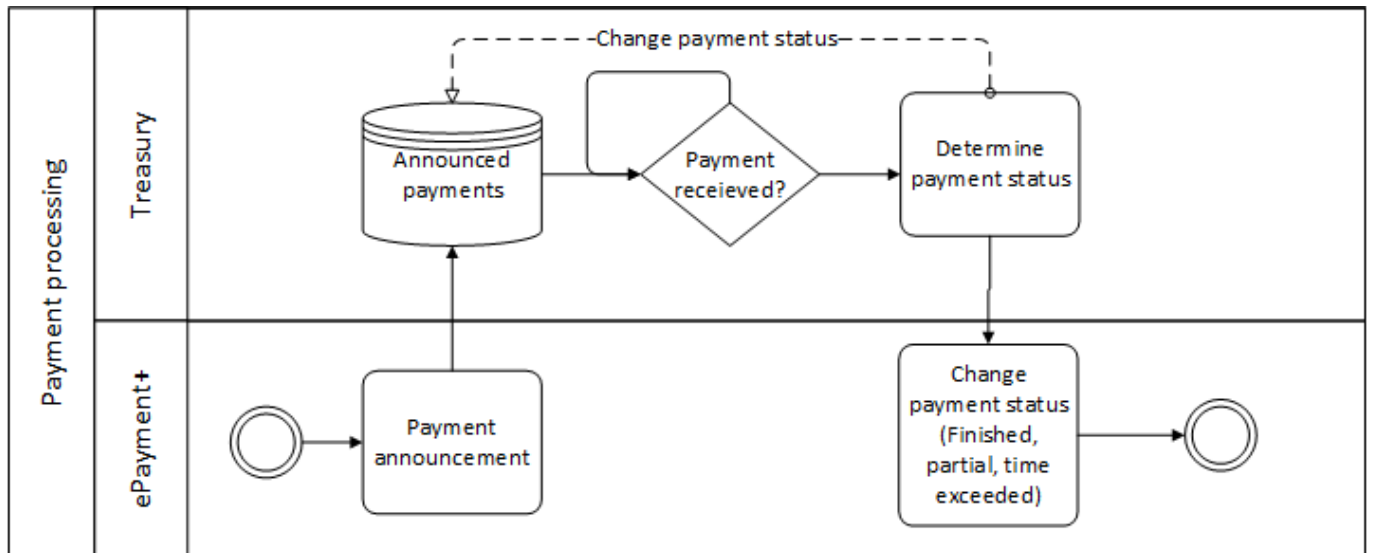 Payment processing
Treasury
ePayment+
Change payment status
Announced
payments
Payment
receieved?
Determine
payment status
Payment
announcement
Change
payment status
(Finished,
partial, time
exceeded)